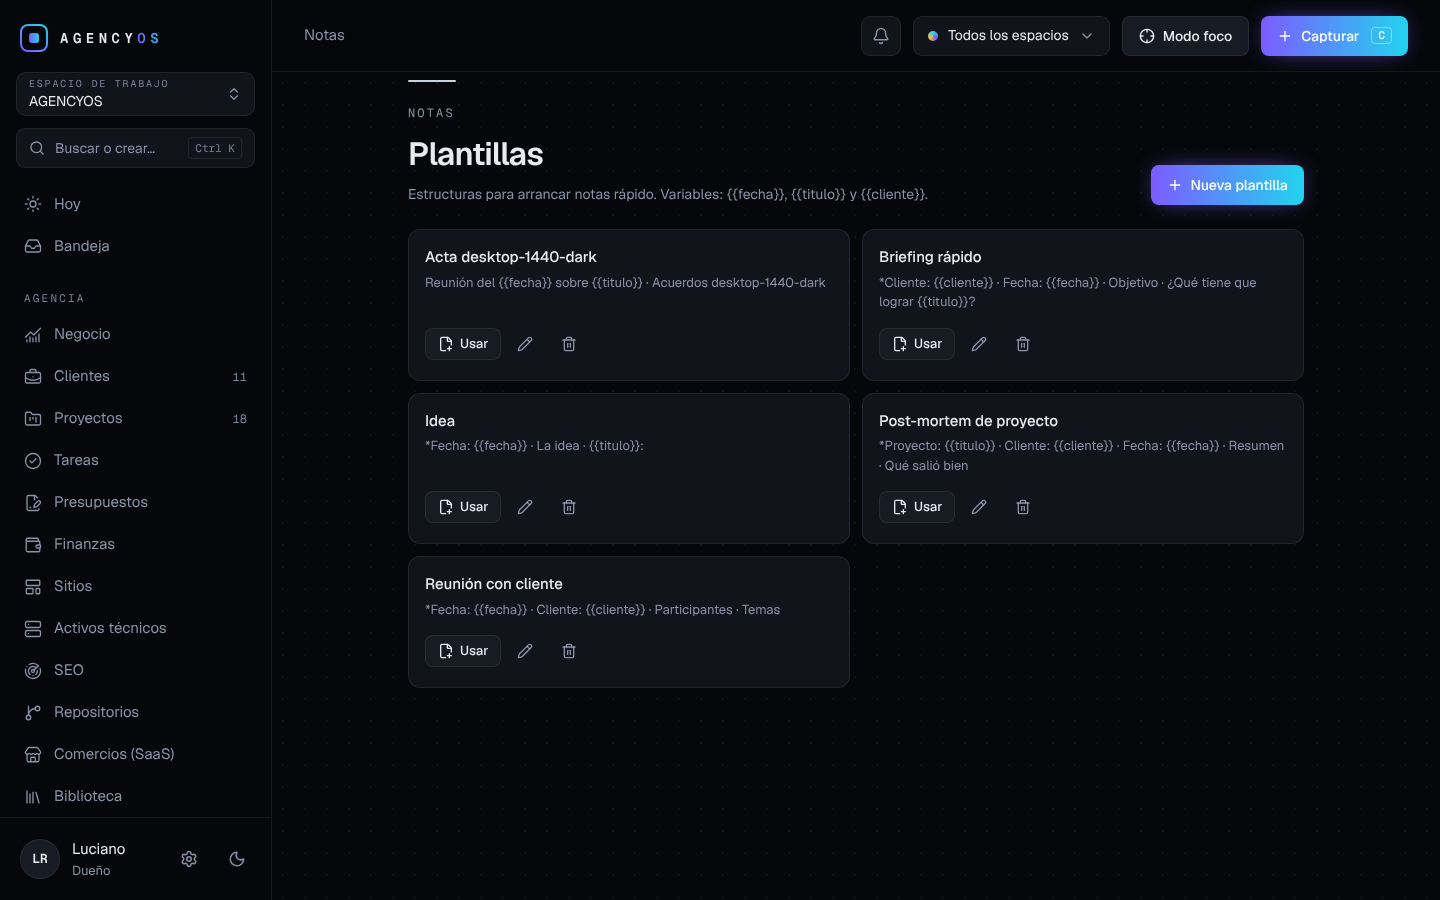 AGENCYOS
ESPACIO DE TRABAJO
AGENCYOS
Buscar o crear...
Ctrl K
Hoy
Bandeja
AGENCIA
Negocio
Clientes 11
Proyectos 18
Tareas
Presupuestos
Finanzas
Sitios
Activos técnicos
SEO
Repositorios
Comercios (SaaS)
Biblioteca
LR
Luciano
Dueño
Notas
Todos los espacios
Modo foco
Capturar C
NOTAS
Plantillas
Estructuras para arrancar notas rápido. Variables: {{fecha}}, {{titulo}} y {{cliente}}.
Nueva plantilla
Acta desktop-1440-dark
Reunión del {{fecha}} sobre {{titulo}} · Acuerdos desktop-1440-dark
Usar
Briefing rápido
*Cliente: {{cliente}} · Fecha: {{fecha}} · Objetivo · ¿Qué tiene que
lograr {{titulo}}?
Usar
Idea
*Fecha: {{fecha}} · La idea · {{titulo}}:
Usar
Post-mortem de proyecto
*Proyecto: {{titulo}} · Cliente: {{cliente}} · Fecha: {{fecha}} · Resumen
· Qué salió bien
Usar
Reunión con cliente
*Fecha: {{fecha}} · Cliente: {{cliente}} · Participantes · Temas
Usar